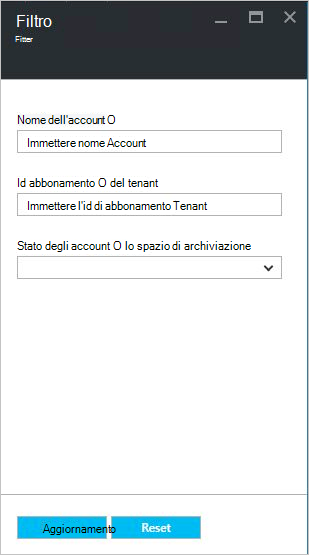 Filtro
Fitter
Nome dell'account O
Immettere nome Account
Id abbonamento O del tenant
Immettere l'id di abbonamento Tenant
Stato degli account O lo spazio di archiviazione
Aggiornamento
Reset